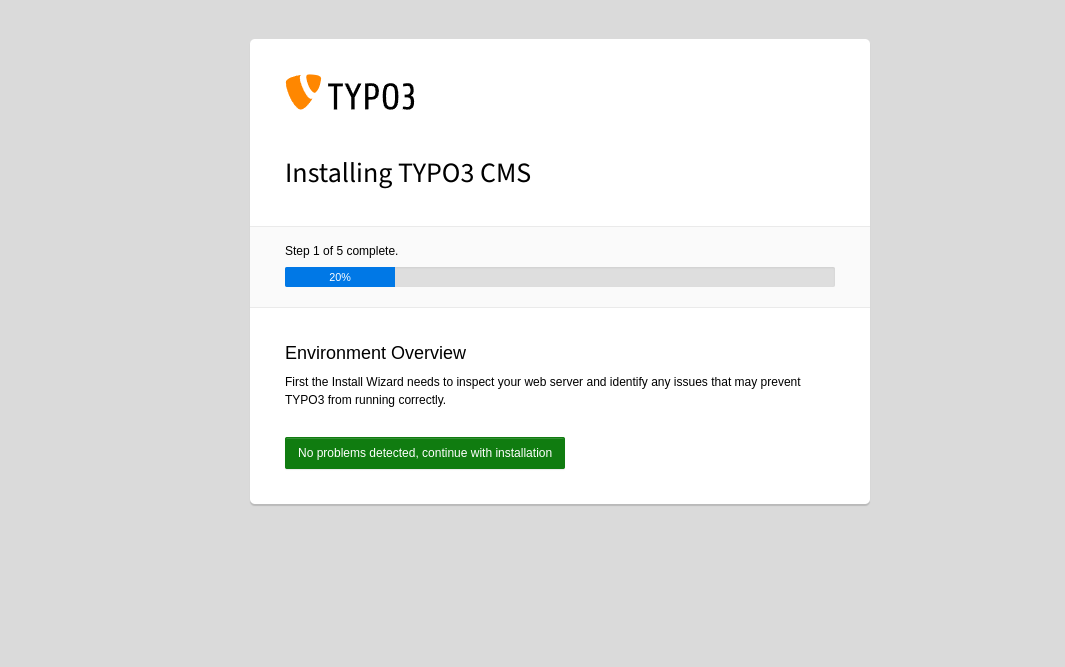 TYPO3
Installing TYPO3 CMS
Step 1 of 5 complete.
20%
Environment Overview
First the Install Wizard needs to inspect your web server and identify any issues that may prevent
TYPO3 from running correctly.
No problems detected, continue with installation